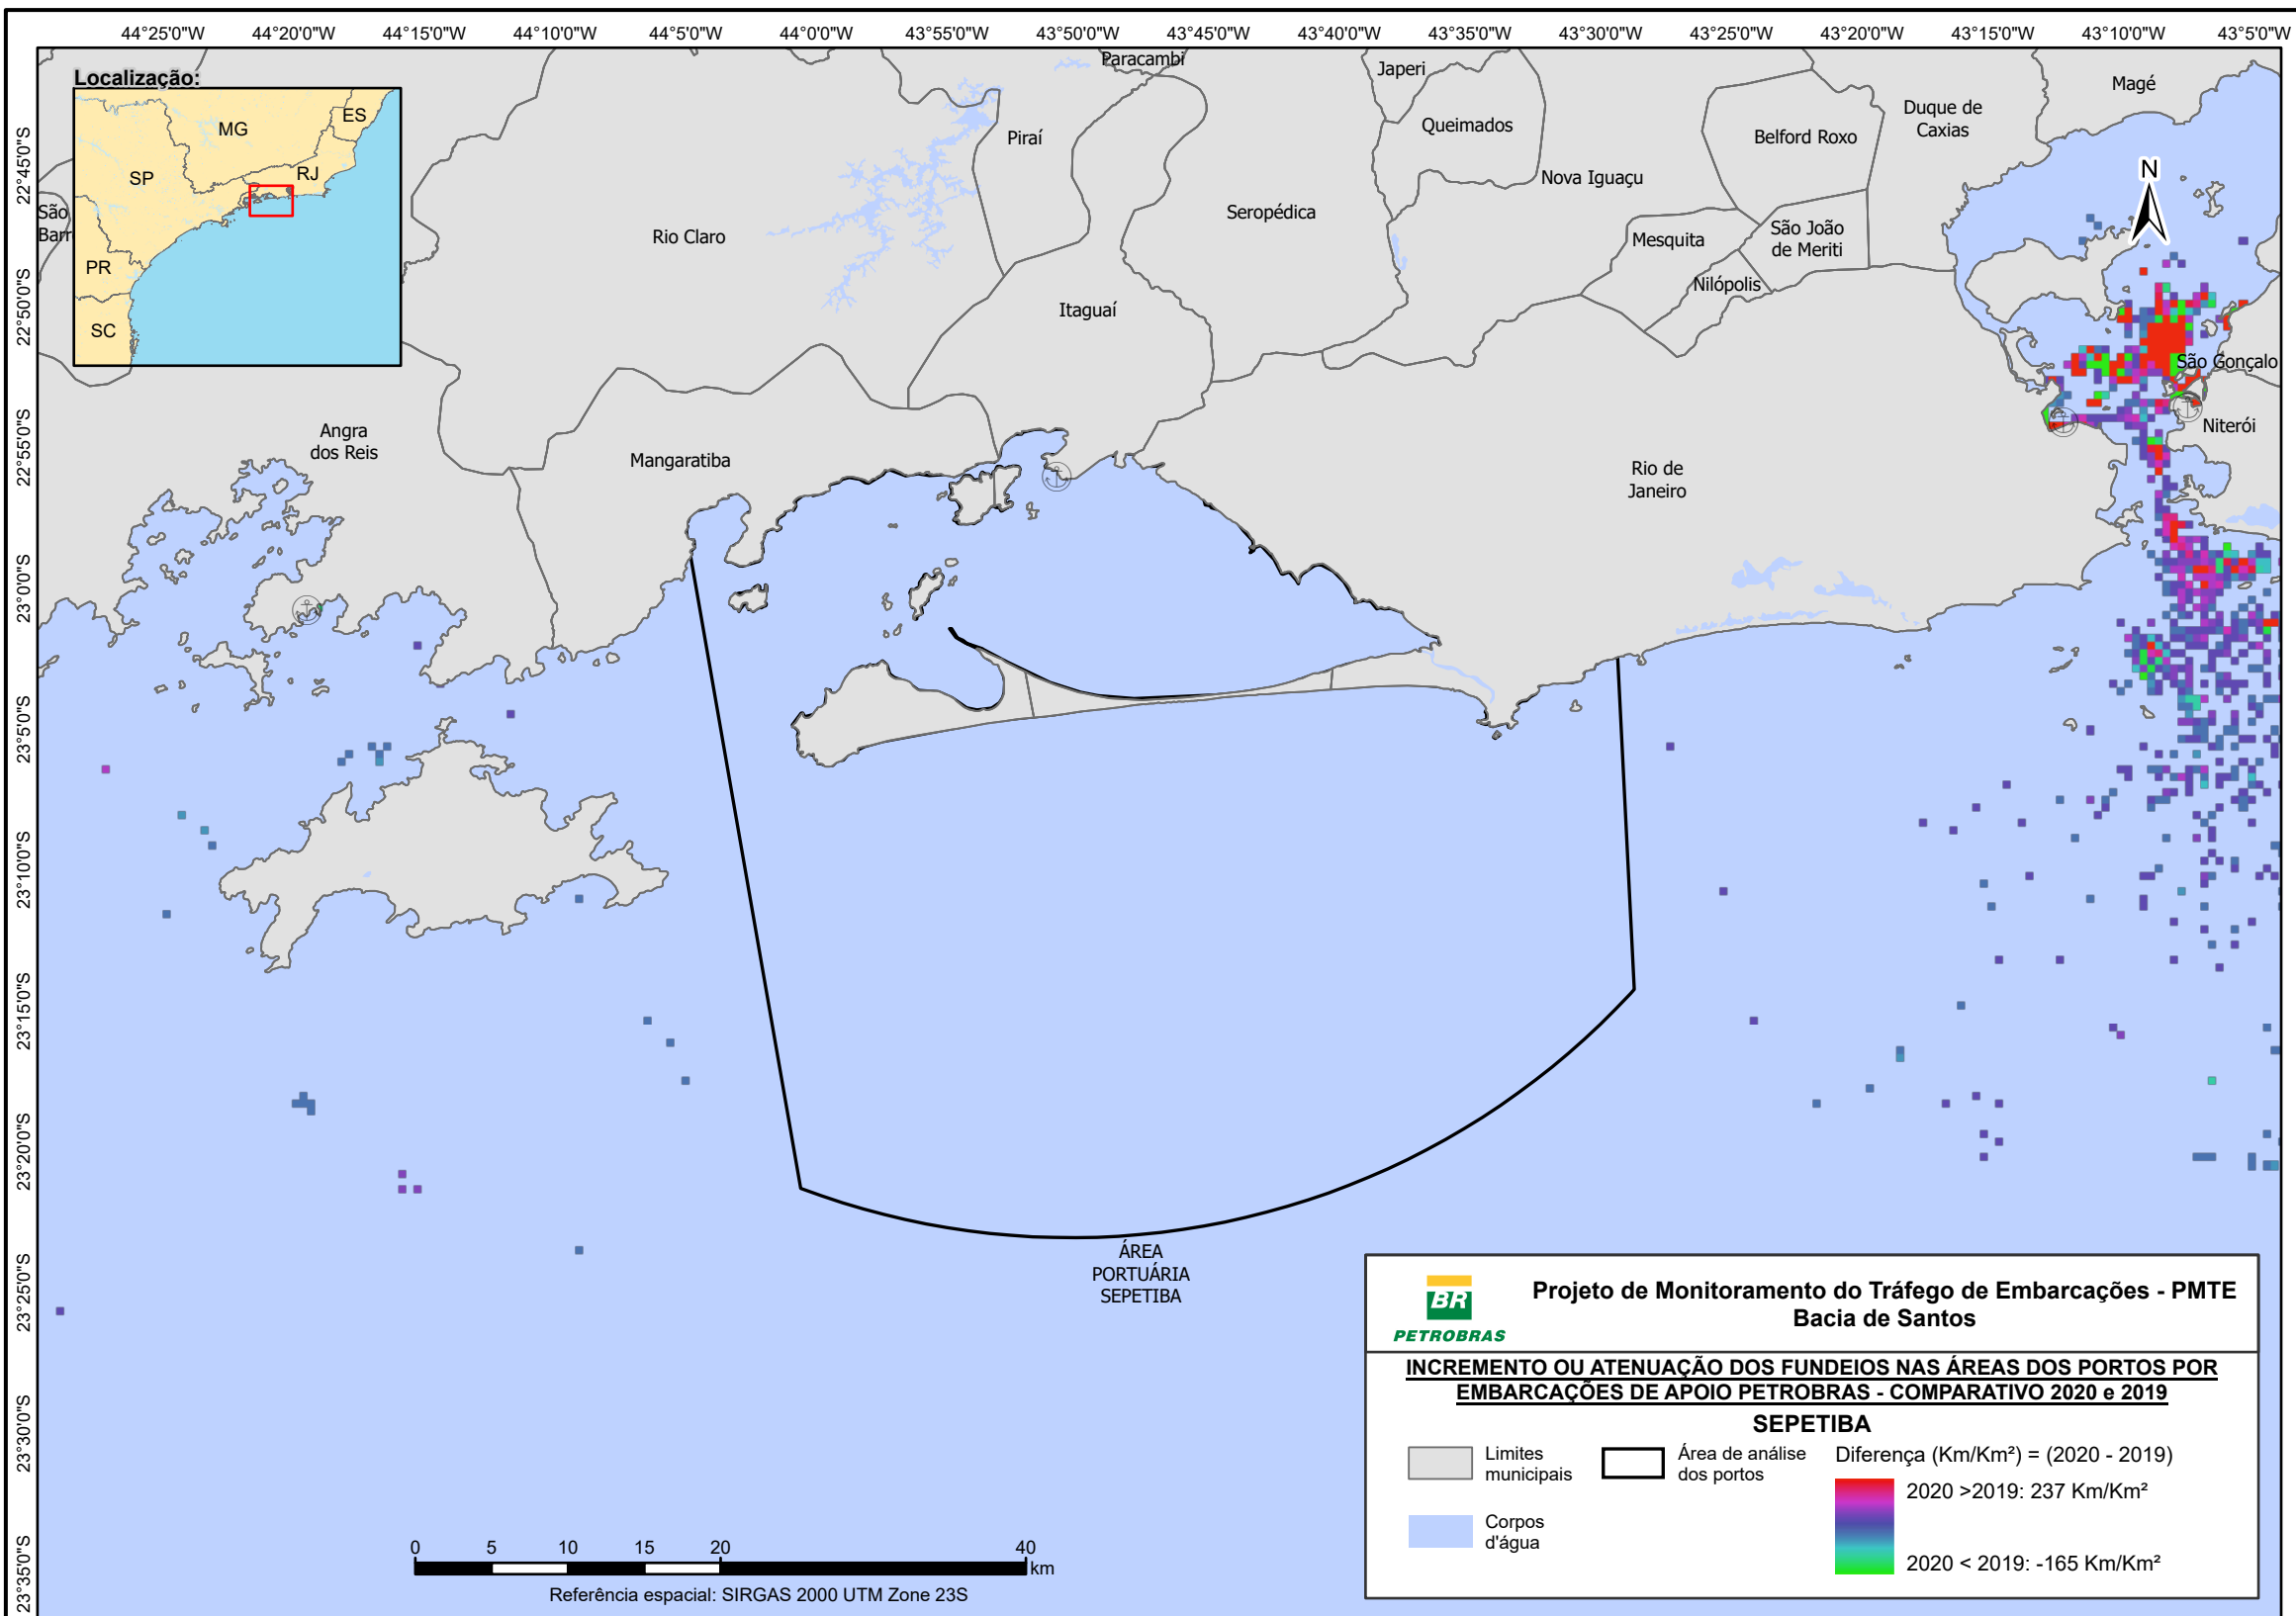 44°25'0"W 44°20'0"W 44°15'0"W 44°10'0"W 44°5'0"W 44°0'0"W 43°55'0"W 43°50'0"W 43°45'0"W 43°40'0"W 43°35'0"W 43°30'0"W 43°25'0"W 43°20'0"W 43°15'0"W 43°10'0"W 43°5'0"W
22°45'0"S
22°50'0"S
22°55'0"S
23°0'0"S
23°5'0"S
23°10'0"S
23°15'0"S
23°20'0"S
23°25'0"S
23°30'0"S
23°35'0"S
Localização:
MG
ES
SP
RJ
PR
SC
São
Barr
Paracambi
Japeri
Magé
Piraí
Queimados
Belford Roxo
Duque de
Caxias
N
Nova Iguaçu
Rio Claro
Seropédica
Mesquita
São João
de Meriti
Nilópolis
Itaguaí
São Gonçalo
Niterói
Angra
dos Reis
Mangaratiba
Rio de
Janeiro
ÁREA
PORTUÁRIA
SEPETIBA
BR
PETROBRAS
Projeto de Monitoramento do Tráfego de Embarcações - PMTE
Bacia de Santos
INCREMENTO OU ATENUAÇÃO DOS FUNDEIOS NAS ÁREAS DOS PORTOS POR
EMBARCAÇÕES DE APOIO PETROBRAS - COMPARATIVO 2020 e 2019
SEPETIBA
Limites
municipais
Área de análise
dos portos
Corpos
d'água
Diferença (Km/Km²) = (2020 - 2019)
2020 >2019: 237 Km/Km²
2020 < 2019: -165 Km/Km²
0 5 10 15 20 40
km
Referência espacial: SIRGAS 2000 UTM Zone 23S